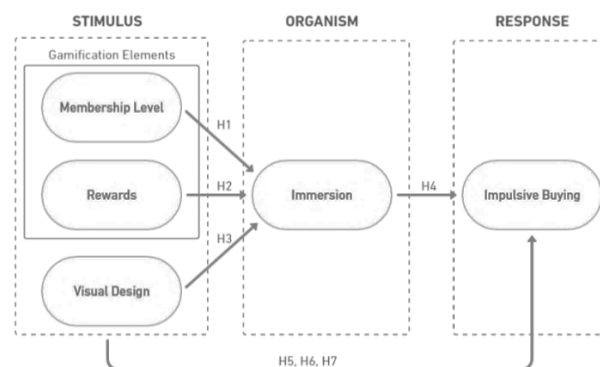 STIMULUS
ORGANISM
RESPONSE
Gamification Elements
Membership Level
H1
Rewards
H2
Immersion
H4
Impulsive Buying
H3
Visual Design
H5, H6, H7